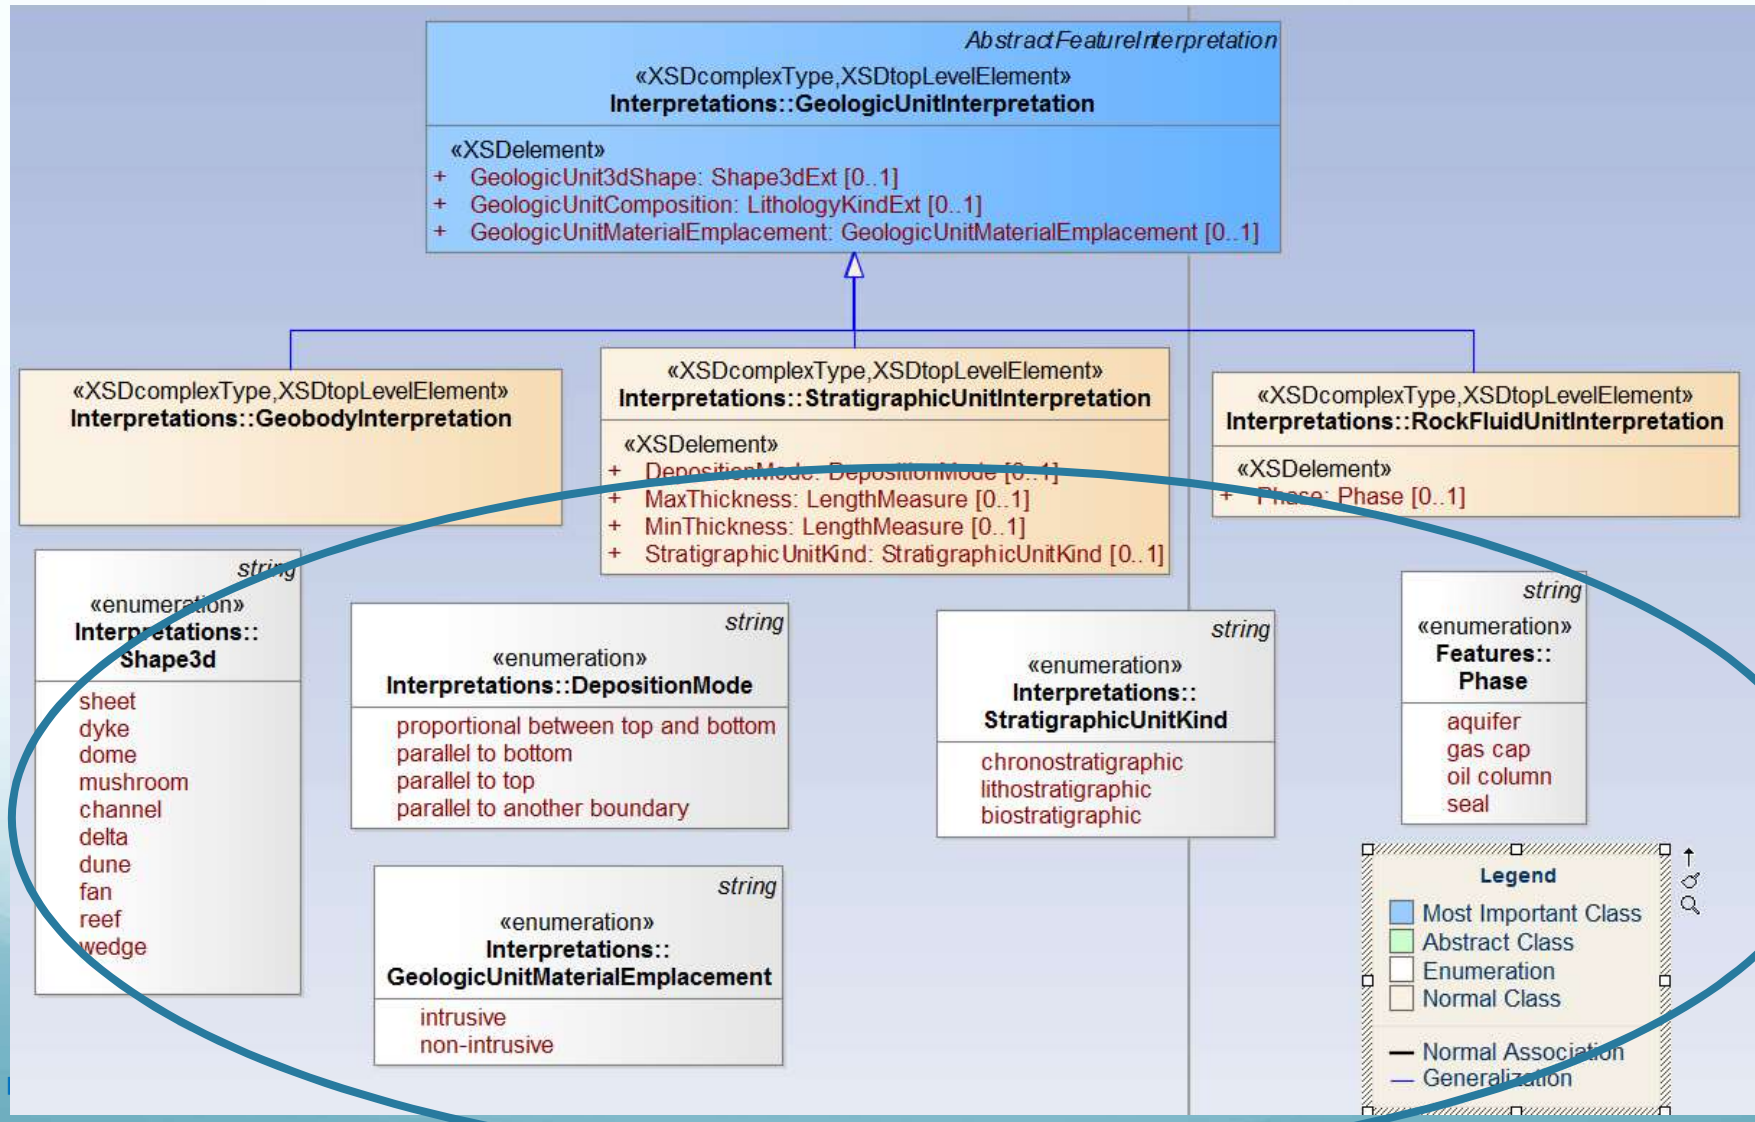 AbstractFeatureInterpretation
«XSDcomplexType,XSDtopLevelElement»
Interpretations::GeologicUnitInterpretation
«XSDelement»
+ GeologicUnit3dShape: Shape3dExt [0..1]
+ GeologicUnitComposition: LithologyKindExt [0..1]
+ GeologicUnitMaterialEmplacement: GeologicUnitMaterialEmplacement [0..1]
«XSDcomplexType,XSDtopLevelElement»
Interpretations::GeobodyInterpretation
«XSDcomplexType,XSDtopLevelElement»
Interpretations::StratigraphicUnitInterpretation
«XSDelement»
+ DepositionMode: DepositionMode [0..1]
+ MaxThickness: LengthMeasure [0..1]
+ MinThickness: LengthMeasure [0..1]
+ StratigraphicUnitKind: StratigraphicUnitKind [0..1]
«XSDcomplexType,XSDtopLevelElement»
Interpretations::RockFluidUnitInterpretation
«XSDelement»
+ Phase: Phase [0..1]
string
«enumeration»
Interpretations::
Shape3d
sheet
dyke
dome
mushroom
channel
delta
dune
fan
reef
wedge
string
«enumeration»
Interpretations::DepositionMode
proportional between top and bottom
parallel to bottom
parallel to top
parallel to another boundary
string
«enumeration»
Interpretations::
GeologicUnitMaterialEmplacement
intrusive
non-intrusive
string
«enumeration»
Interpretations::
StratigraphicUnitKind
chronostratigraphic
lithostratigraphic
biostratigraphic
string
«enumeration»
Features::
Phase
aquifer
gas cap
oil column
seal
Legend
Most Important Class
Abstract Class
Enumeration
Normal Class
Normal Association
Generalization